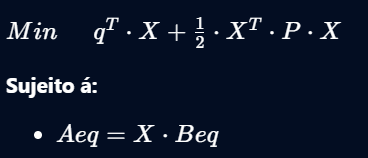 Min q^T · X + 1/2 · X^T · P · X
Sujeito á:
• Aeq = X · Beq